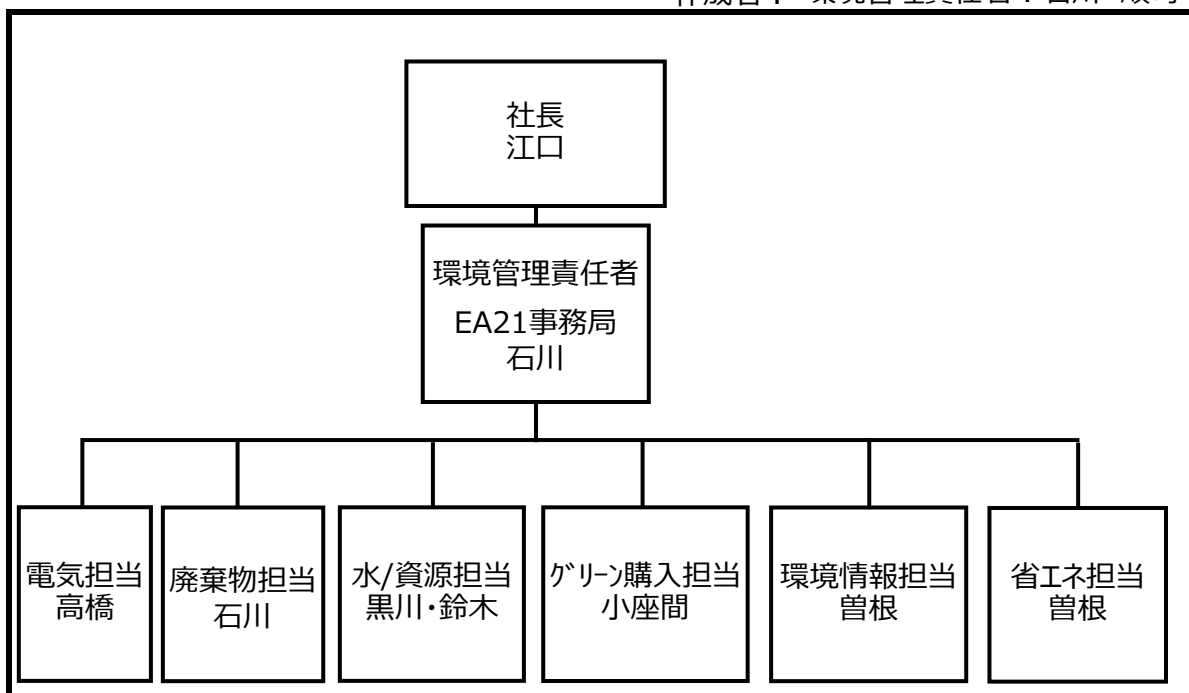 社長
江口
環境管理責任者
EA21事務局
石川
電気担当
高橋
廃棄物担当
石川
水/資源担当
黒川・鈴木
グリーン購入担当
小座間
環境情報担当
曽根
省エネ担当
曽根